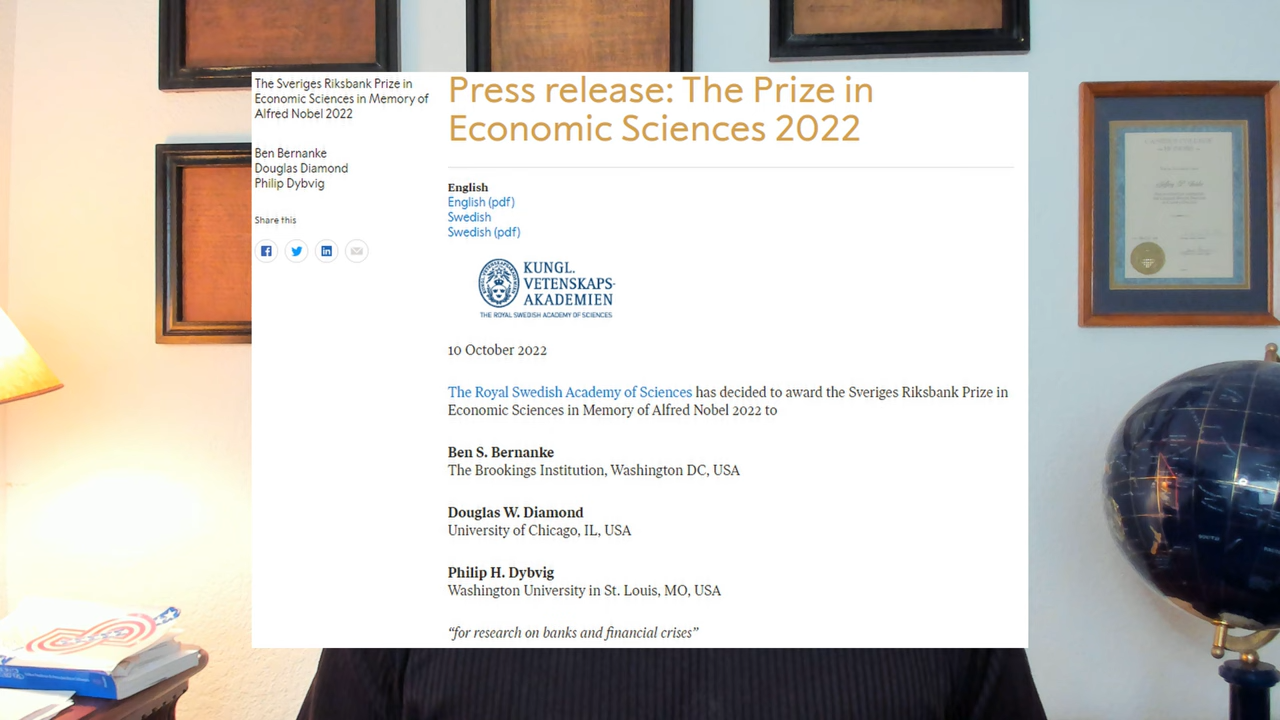 The Sveriges Riksbank Prize in
Economic Sciences in Memory of
Alfred Nobel 2022
Ben Bernanke
Douglas Diamond
Philip Dybvig
Share this
Press release: The Prize in
Economic Sciences 2022
English
English (pdf)
Swedish
Swedish (pdf)
KUNGL.
VETENSKAPS-
AKADEMIEN
THE ROYAL SWEDISH ACADEMY OF SCIENCES
10 October 2022
The Royal Swedish Academy of Sciences has decided to award the Sveriges Riksbank Prize in
Economic Sciences in Memory of Alfred Nobel 2022 to
Ben S. Bernanke
The Brookings Institution, Washington DC, USA
Douglas W. Diamond
University of Chicago, IL, USA
Philip H. Dybvig
Washington University in St. Louis, MO, USA
“for research on banks and financial crises”